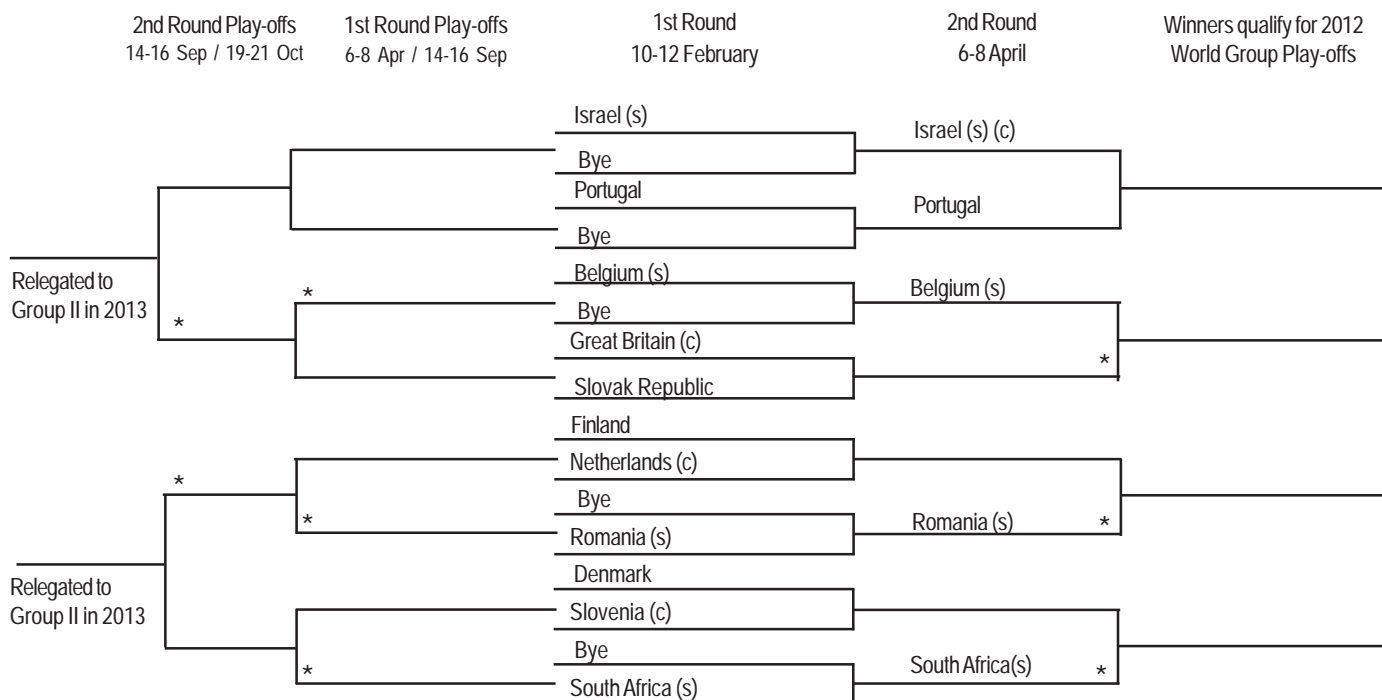 2nd Round Play-offs
14-16 Sep / 19-21 Oct
1st Round Play-offs
6-8 Apr / 14-16 Sep
1st Round
10-12 February
2nd Round
6-8 April
Winners qualify for 2012
World Group Play-offs
Israel (s)
Bye
Portugal
Bye
Belgium (s)
Bye
Great Britain (c)
Slovak Republic
Finland
Netherlands (c)
Bye
Romania (s)
Denmark
Slovenia (c)
Bye
South Africa (s)
Israel (s) (c)
Portugal
Belgium (s)
*
Romania (s)
*
South Africa(s)
*
*
*
Relegated to
Group II in 2013
*
*
*
Relegated to
Group II in 2013